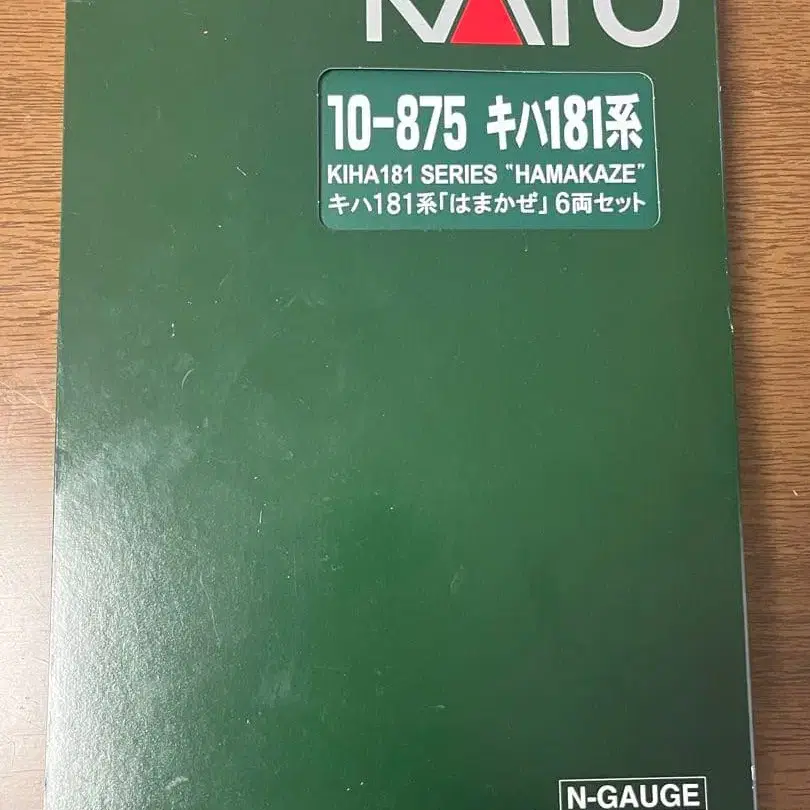 KATO
10-875 キハ181系
KIHA181 SERIES "HAMAKAZE"
キハ181系「はまかぜ」6両セット
N-GAUGE